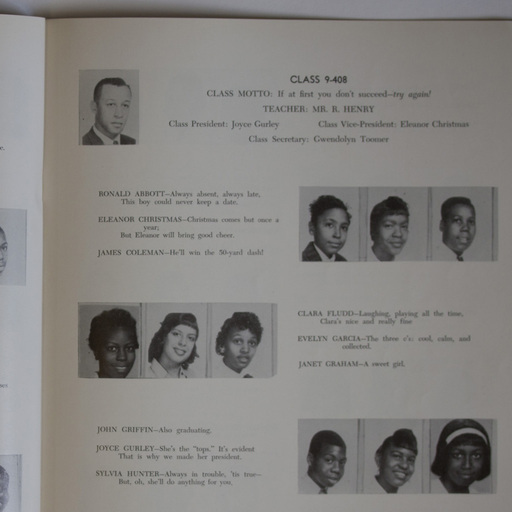 CLASS 9-408
CLASS MOTTO: If at first you don't succeed—try again!
TEACHER: MR. R. HENRY
Class President: Joyce Gurley Class Vice-President: Eleanor Christmas
Class Secretary: Gwendolyn Toomer
RONALD ABBOTT—Always absent, always late,
This boy could never keep a date.
ELEANOR CHRISTMAS—Christmas comes but once a
year;
But Eleanor will bring good cheer.
JAMES COLEMAN—He'll win the 50-yard dash!
CLARA FLUDD—Laughing, playing all the time,
Clara's nice and really fine
EVELYN GARCIA—The three c's: cool, calm, and
collected.
JANET GRAHAM—A sweet girl.
JOHN GRIFFIN—Also graduating.
JOYCE GURLEY—She's the "tops." It's evident
That is why we made her president.
SYLVIA HUNTER—Always in trouble, 'tis true—
But, oh, she'll do anything for you.